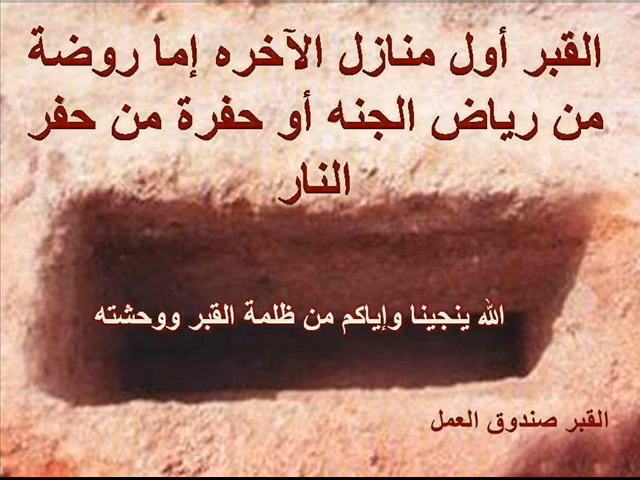 القبر أول منازل الآخره إما روضة
من رياض الجنه أو حفرة من حفر
النار
الله ينجينا وإياكم من ظلمة القبر ووحشته
القبر صندوق العمل